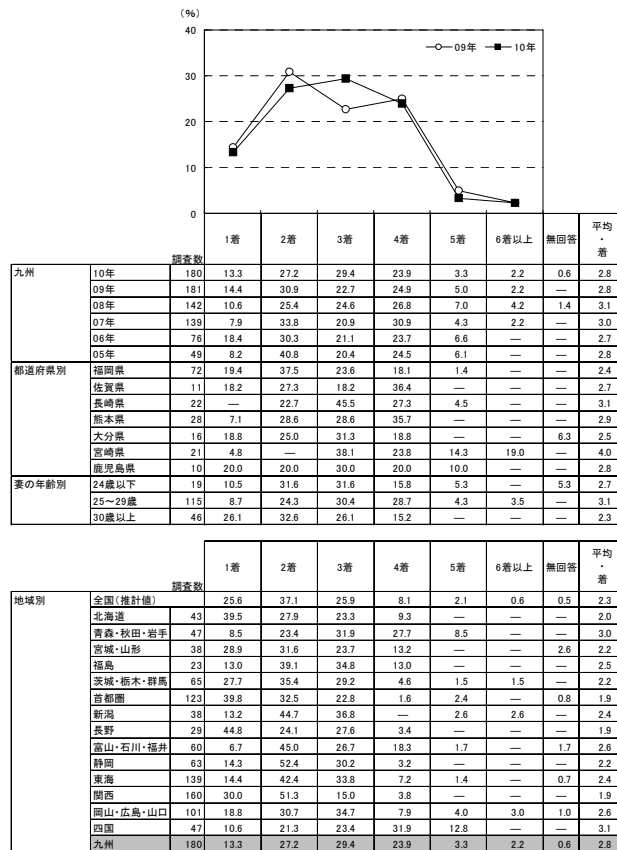 (%)
40
30
20
10
0
09年 10年
調査数 1着 2着 3着 4着 5着 6着以上 無回答 平均・着
九州 10年 180 13.3 27.2 29.4 23.9 3.3 2.2 0.6 2.8
09年 181 14.4 30.9 22.7 24.9 5.0 2.2 — 2.8
08年 142 10.6 25.4 24.6 26.8 7.0 4.2 1.4 3.1
07年 139 7.9 33.8 20.9 30.9 4.3 2.2 — 3.0
06年 76 18.4 30.3 21.1 23.7 6.6 — — 2.7
05年 49 8.2 40.8 20.4 24.5 6.1 — — 2.8
都道府県別 福岡県 72 19.4 37.5 23.6 18.1 1.4 — — 2.4
佐賀県 11 18.2 27.3 18.2 36.4 — — — 2.7
長崎県 22 — 22.7 45.5 27.3 4.5 — — 3.1
熊本県 28 7.1 28.6 28.6 35.7 — — — 2.9
大分県 16 18.8 25.0 31.3 18.8 — — 6.3 2.5
宮崎県 21 4.8 — 38.1 23.8 14.3 19.0 — 4.0
鹿児島県 10 20.0 20.0 30.0 20.0 10.0 — — 2.8
妻の年齢別 24歳以下 19 10.5 31.6 31.6 15.8 5.3 — 5.3 2.7
25～29歳 115 8.7 24.3 30.4 28.7 4.3 3.5 — 3.1
30歳以上 46 26.1 32.6 26.1 15.2 — — — 2.3
調査数 1着 2着 3着 4着 5着 6着以上 無回答 平均・着
地域別 全国(推計値) 25.6 37.1 25.9 8.1 2.1 0.6 0.5 2.3
北海道 43 39.5 27.9 23.3 9.3 — — — 2.0
青森・秋田・岩手 47 8.5 23.4 31.9 27.7 8.5 — — 3.0
宮城・山形 38 28.9 31.6 23.7 13.2 — — 2.6 2.2
福島 23 13.0 39.1 34.8 13.0 — — — 2.5
茨城・栃木・群馬 65 27.7 35.4 29.2 4.6 1.5 1.5 — 2.2
首都圏 123 39.8 32.5 22.8 1.6 2.4 — 0.8 1.9
新潟 38 13.2 44.7 36.8 — 2.6 2.6 — 2.4
長野 29 44.8 24.1 27.6 3.4 — — — 1.9
富山・石川・福井 60 6.7 45.0 26.7 18.3 1.7 — 1.7 2.6
静岡 63 14.3 52.4 30.2 3.2 — — — 2.2
東海 139 14.4 42.4 33.8 7.2 1.4 — 0.7 2.4
関西 160 30.0 51.3 15.0 3.8 — — — 1.9
岡山・広島・山口 101 18.8 30.7 34.7 7.9 4.0 3.0 1.0 2.6
四国 47 10.6 21.3 23.4 31.9 12.8 — — 3.1
九州 180 13.3 27.2 29.4 23.9 3.3 2.2 0.6 2.8